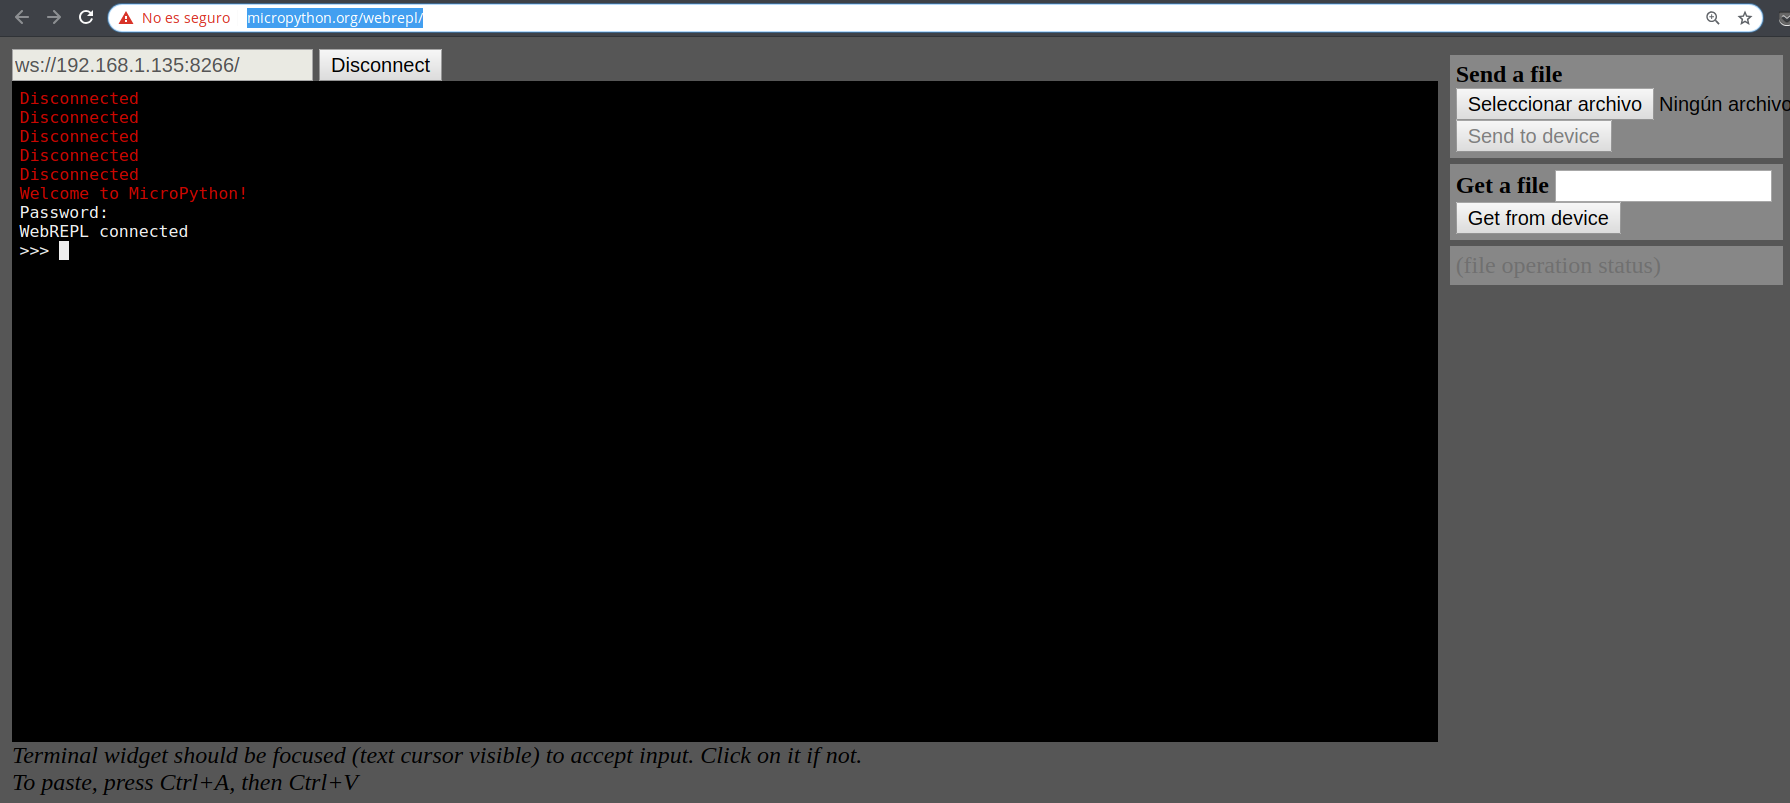 No es seguro micropython.org/webrepl/
ws://192.168.1.135:8266/ Disconnect
Disconnected
Disconnected
Disconnected
Disconnected
Disconnected
Welcome to MicroPython!
Password:
WebREPL connected
>>>
Terminal widget should be focused (text cursor visible) to accept input. Click on it if not.
To paste, press Ctrl+A, then Ctrl+V
Send a file
Seleccionar archivo Ningún archivo
Send to device
Get a file
Get from device
(file operation status)